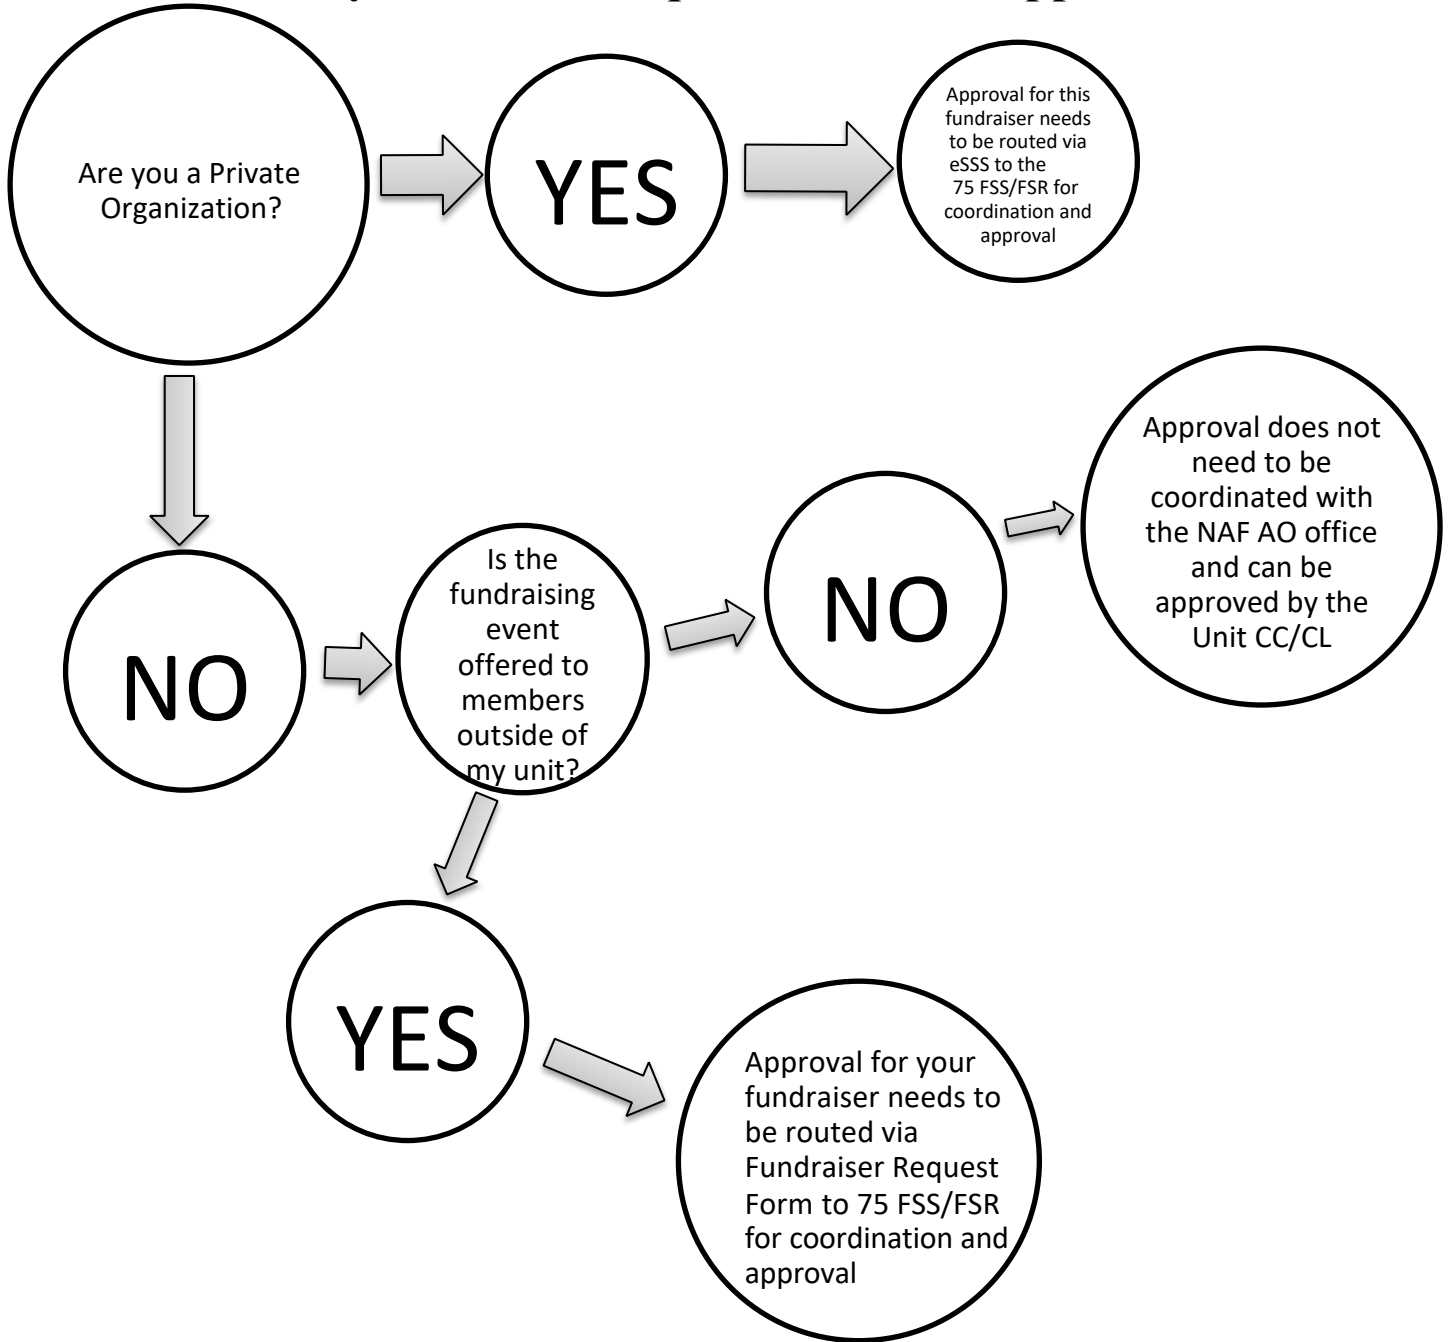 Are you a Private
Organization?
YES
Approval for this
fundraiser needs
to be routed via
eSSS to the
75 FSS/FSR for
coordination and
approval
NO
Is the
fundraising
event
offered to
members
outside of
my unit?
NO
Approval does not
need to be
coordinated with
the NAF AO office
and can be
approved by the
Unit CC/CL
YES
Approval for your
fundraiser needs to
be routed via
Fundraiser Request
Form to 75 FSS/FSR
for coordination and
approval